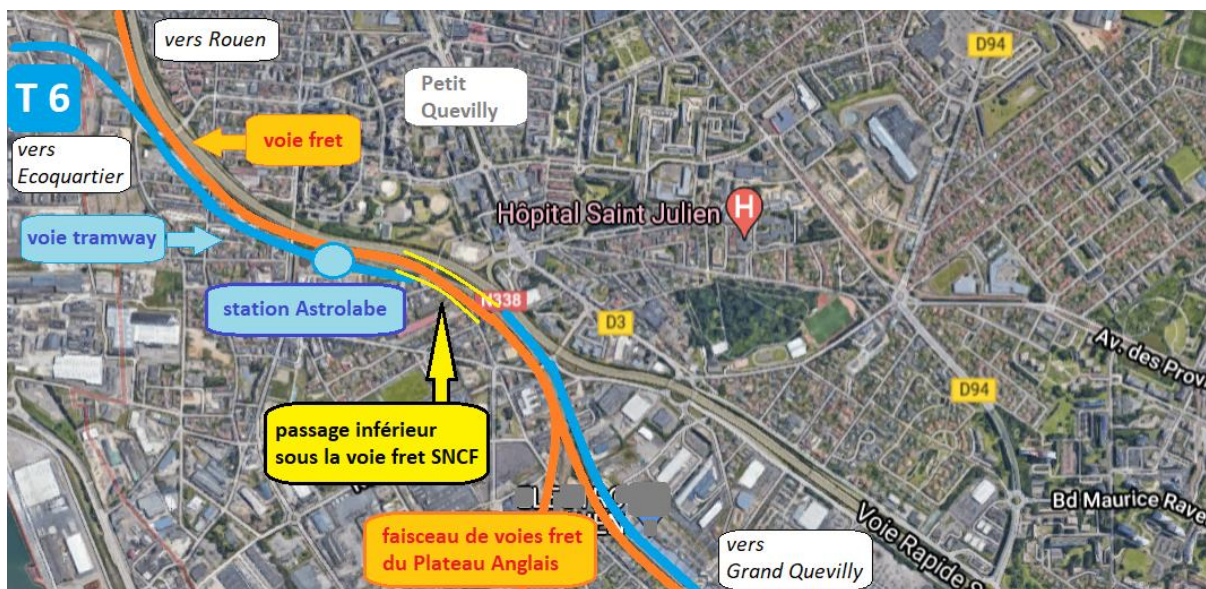 vers Rouen
D94
T 6
Petit
Quevilly
voie fret
vers
Ecoquartier
Hôpital Saint Julien
H
voie tramway
station Astrolabe
N338
D3
Av. des Prov
D94
passage inférieur
sous la voie fret SNCF
Bd Maurice Rave
faisceau de voies fret
du Plateau Anglais
vers
Grand Quevilly
Voie Rapide S